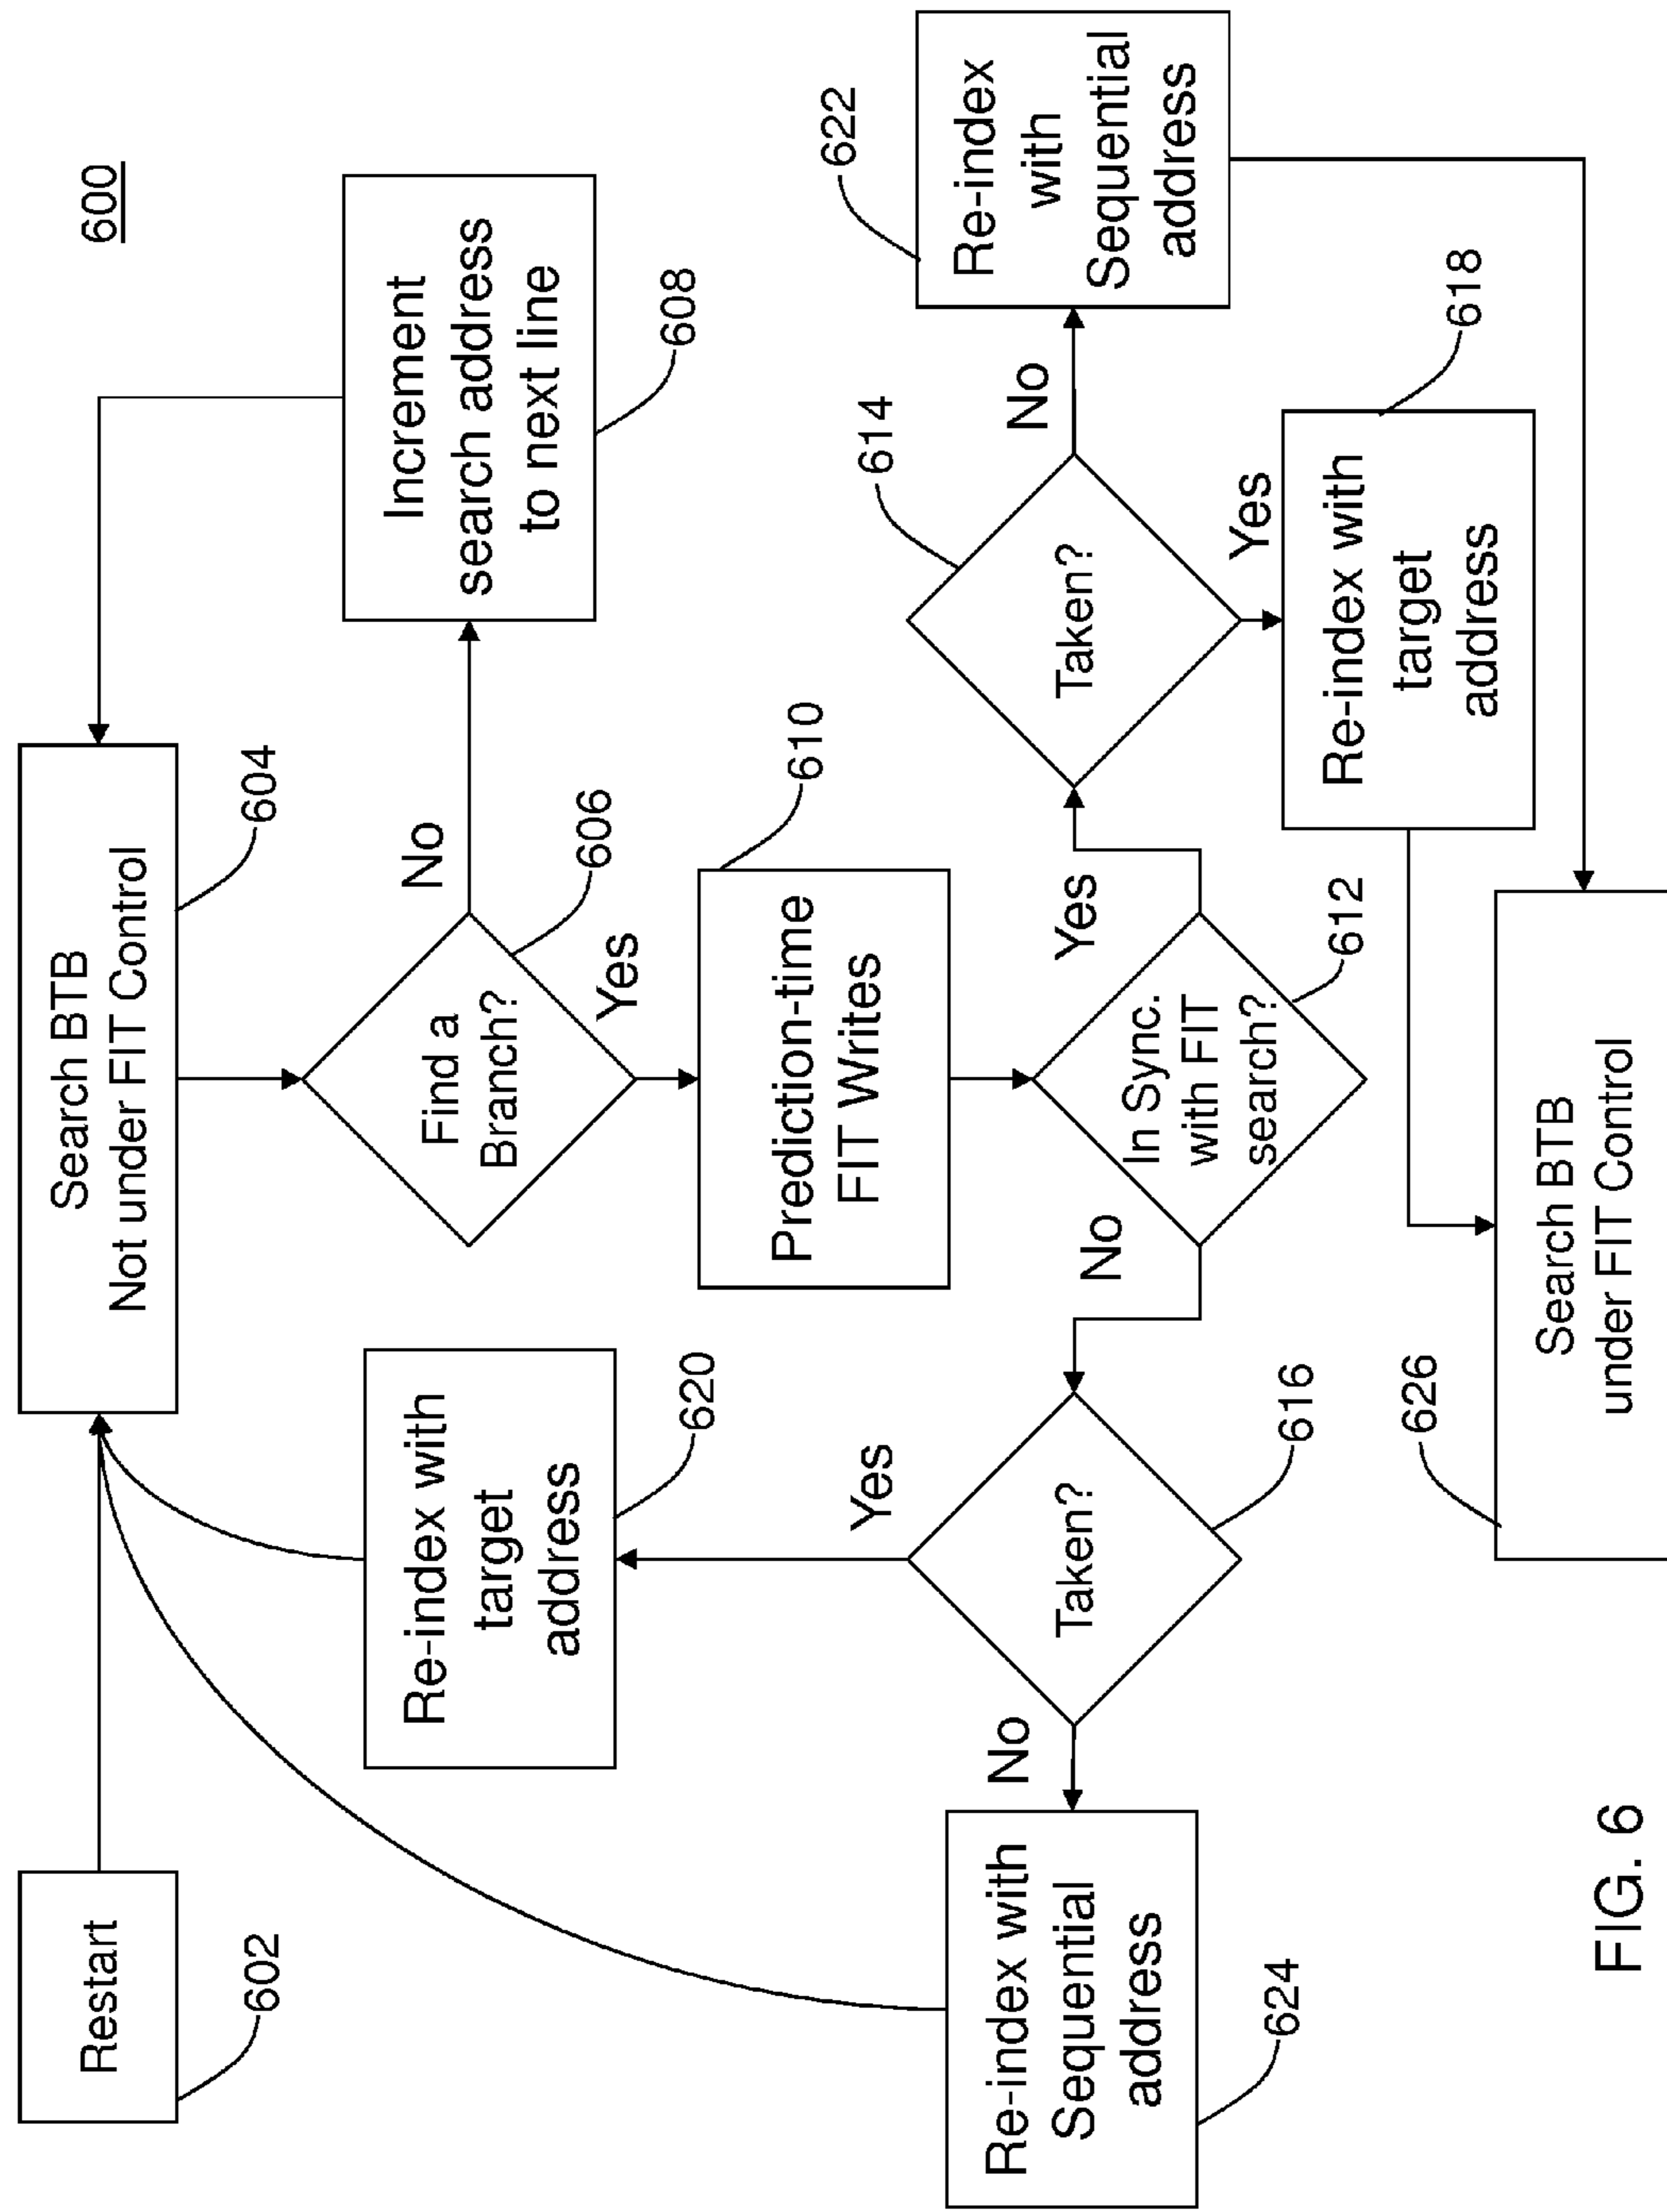 600
Restart
602
Search BTB
Not under FIT Control
604
Find a
Branch?
606
No
Increment
search address
to next line
608
Yes
Prediction-time
FIT Writes
610
In Sync.
with FIT
search?
612
Yes
Taken?
614
No
Re-index
with
Sequential
address
622
Yes
Re-index with
target
address
618
No
Taken?
616
Yes
Re-index with
target
address
620
No
Re-index with
Sequential
address
624
Search BTB
under FIT Control
626
FIG. 6